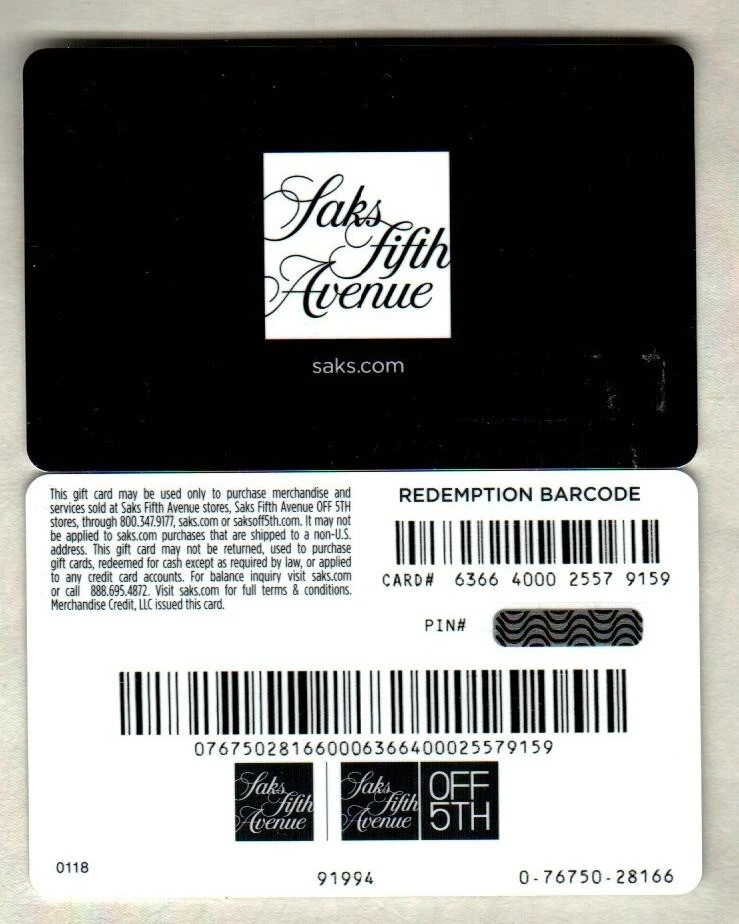 Saks
Fifth
Avenue
saks.com
This gift card may be used only to purchase merchandise and
services sold at Saks Fifth Avenue stores, Saks Fifth Avenue OFF 5TH
stores, through 800.347.9177, saks.com or saksoff5th.com. It may not
be applied to saks.com purchases that are shipped to a non-U.S.
address. This gift card may not be returned, used to purchase
gift cards, redeemed for cash except as required by law, or applied
to any credit card accounts. For balance inquiry visit saks.com
or call 888.695.4872. Visit saks.com for full terms & conditions.
Merchandise Credit, LLC issued this card.
REDEMPTION BARCODE
CARD# 6366 4000 2557 9159
PIN#
076750281660006366400025579159
Saks
Fifth
Avenue
Saks
Fifth
Avenue
OFF
5TH
0118
91994
0-76750-28166